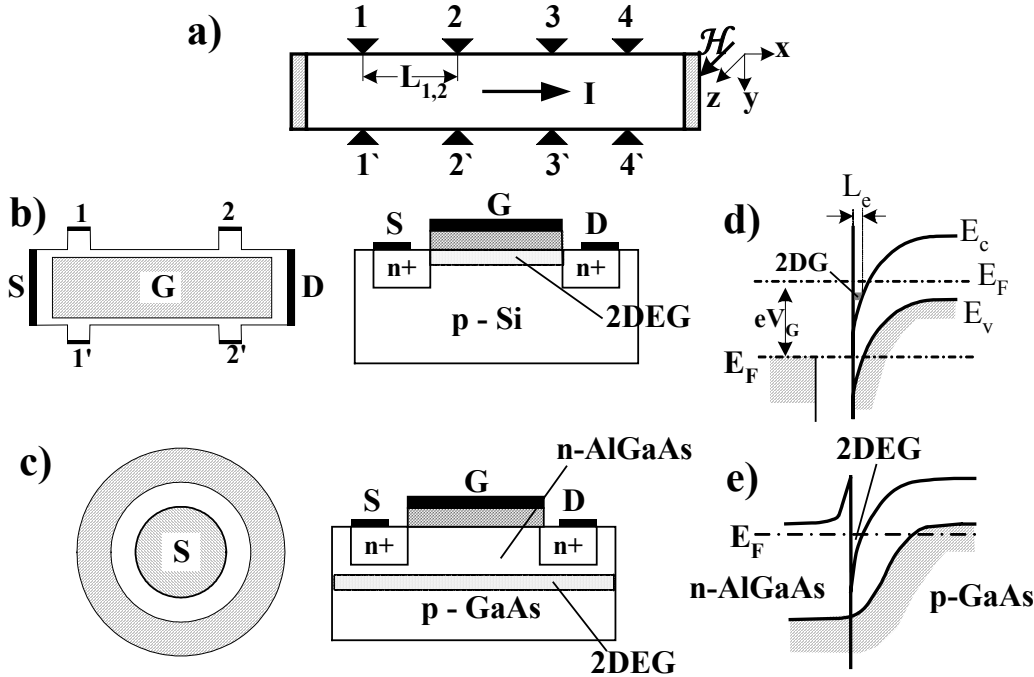 a)
1 2 3 4
ℋ
x
L1,2
I
z y
1` 2` 3` 4`
b)
1 2
S G D
1' 2'
G
S D
n+ n+
2DEG
p - Si
d)
Le
Ec
2DG
EF
eVG
Ev
EF
c)
S
n-AlGaAs
G
S D
n+ n+
p - GaAs
2DEG
2DEG
e)
EF
n-AlGaAs
p-GaAs